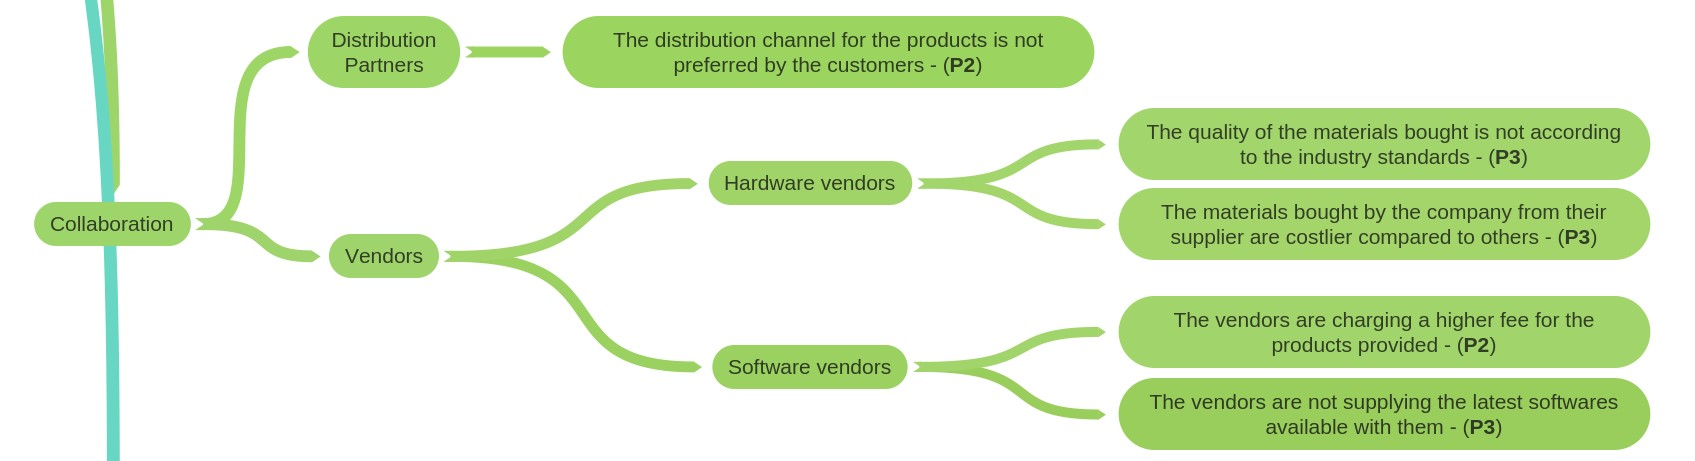 Distribution
Partners
The distribution channel for the products is not
preferred by the customers - (P2)
Collaboration
Vendors
Hardware vendors
The quality of the materials bought is not according
to the industry standards - (P3)
The materials bought by the company from their
supplier are costlier compared to others - (P3)
Software vendors
The vendors are charging a higher fee for the
products provided - (P2)
The vendors are not supplying the latest softwares
available with them - (P3)